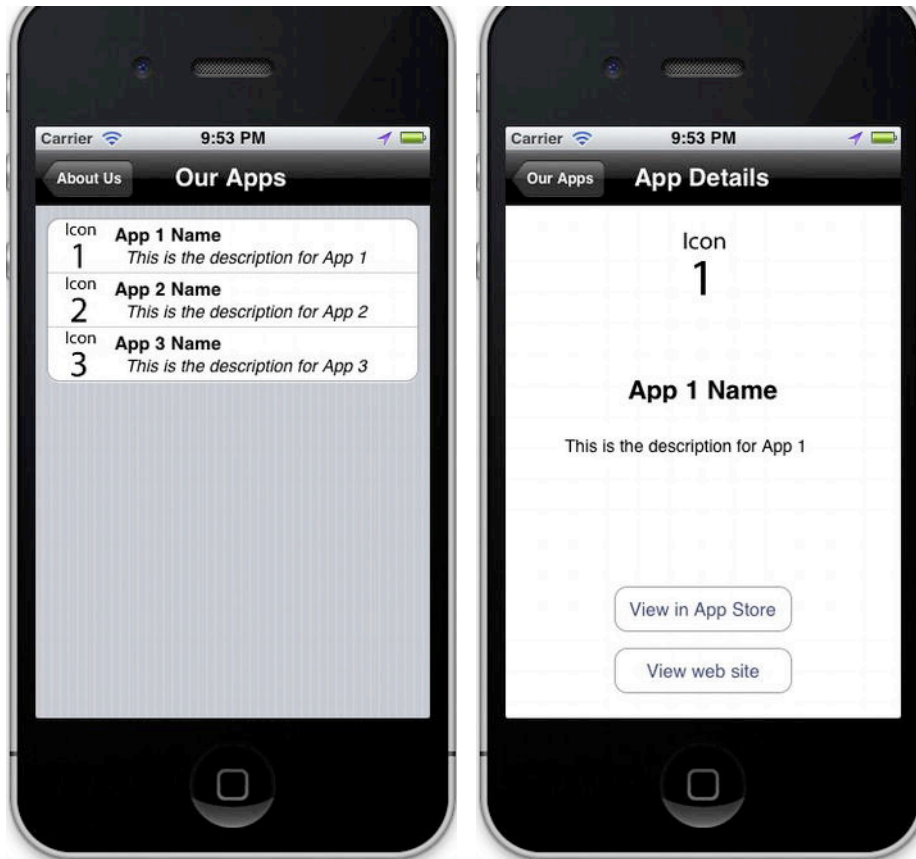 Carrier 9:53 PM
About Us Our Apps
Icon
1
App 1 Name
This is the description for App 1
Icon
2
App 2 Name
This is the description for App 2
Icon
3
App 3 Name
This is the description for App 3
Carrier 9:53 PM
Our Apps App Details
Icon
1
App 1 Name
This is the description for App 1
View in App Store
View web site